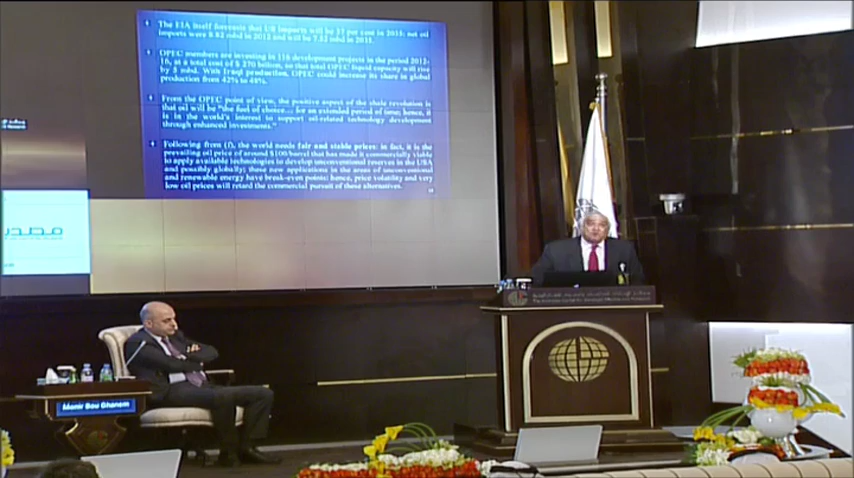 The EIA itself forecasts that US imports will be 37 per cent in 2035; net oil
imports were 8.82 mbd in 2012 and will be 7.52 mbd in 2035.
OPEC members are investing in 116 development projects in the period 2012-
16, at a total cost of $ 270 billion, so that total OPEC liquid capacity will rise
by 5 mbd. With Iraqi production, OPEC could increase its share in global
production from 42% to 48%.
From the OPEC point of view, the positive aspect of the shale revolution is
that oil will be "the fuel of choice... for an extended period of time; hence, it
is in the world's interest to support oil-related technology development
through enhanced investments."
Following from (f), the world needs fair and stable prices: in fact, it is the
prevailing oil price of around $100/barrel that has made it commercially viable
to apply available technologies to develop unconventional reserves in the USA
and possibly globally; these new applications in the areas of unconventional
and renewable energy have break-even points; hence, price volatility and very
low oil prices will retard the commercial pursuit of these alternatives.
مصدر
Monir Bou Ghanem